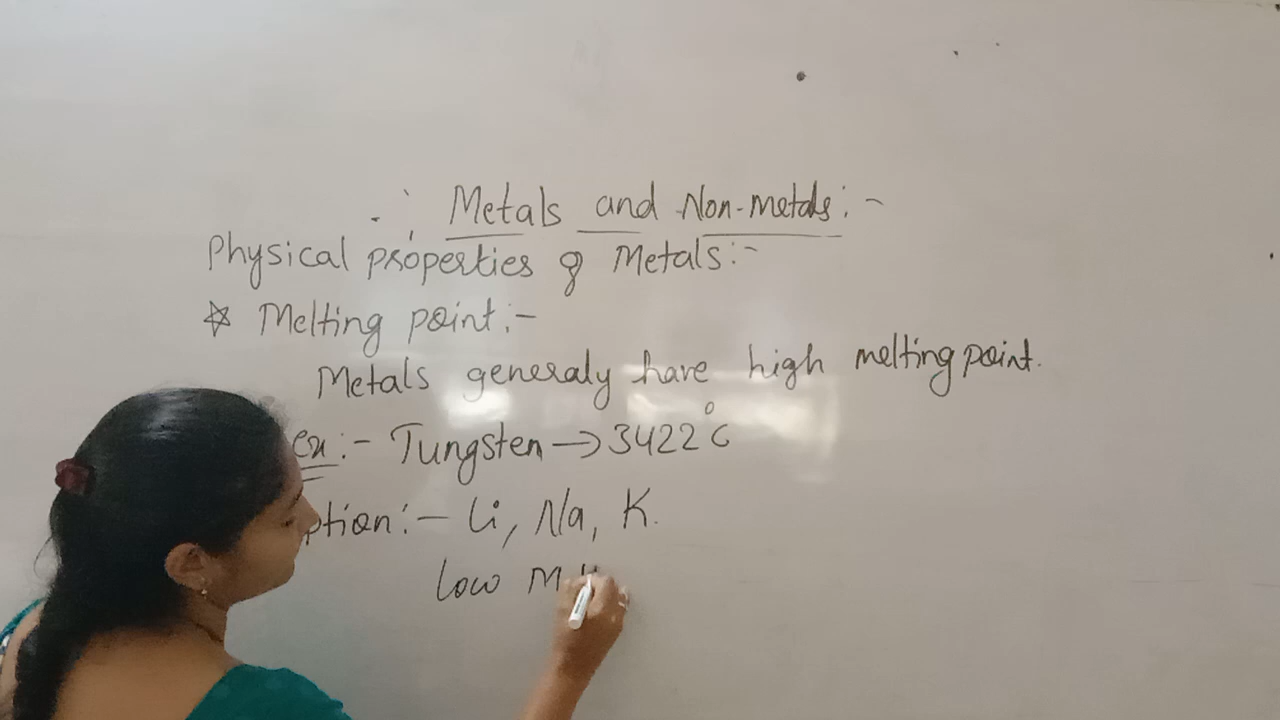 Metals and Non-metals:-
Physical properties of Metals:-
☆ Melting point:-
Metals generaly have high melting point.
ex:- Tungsten → 3422°C
ption:- Li, Na, K.
low